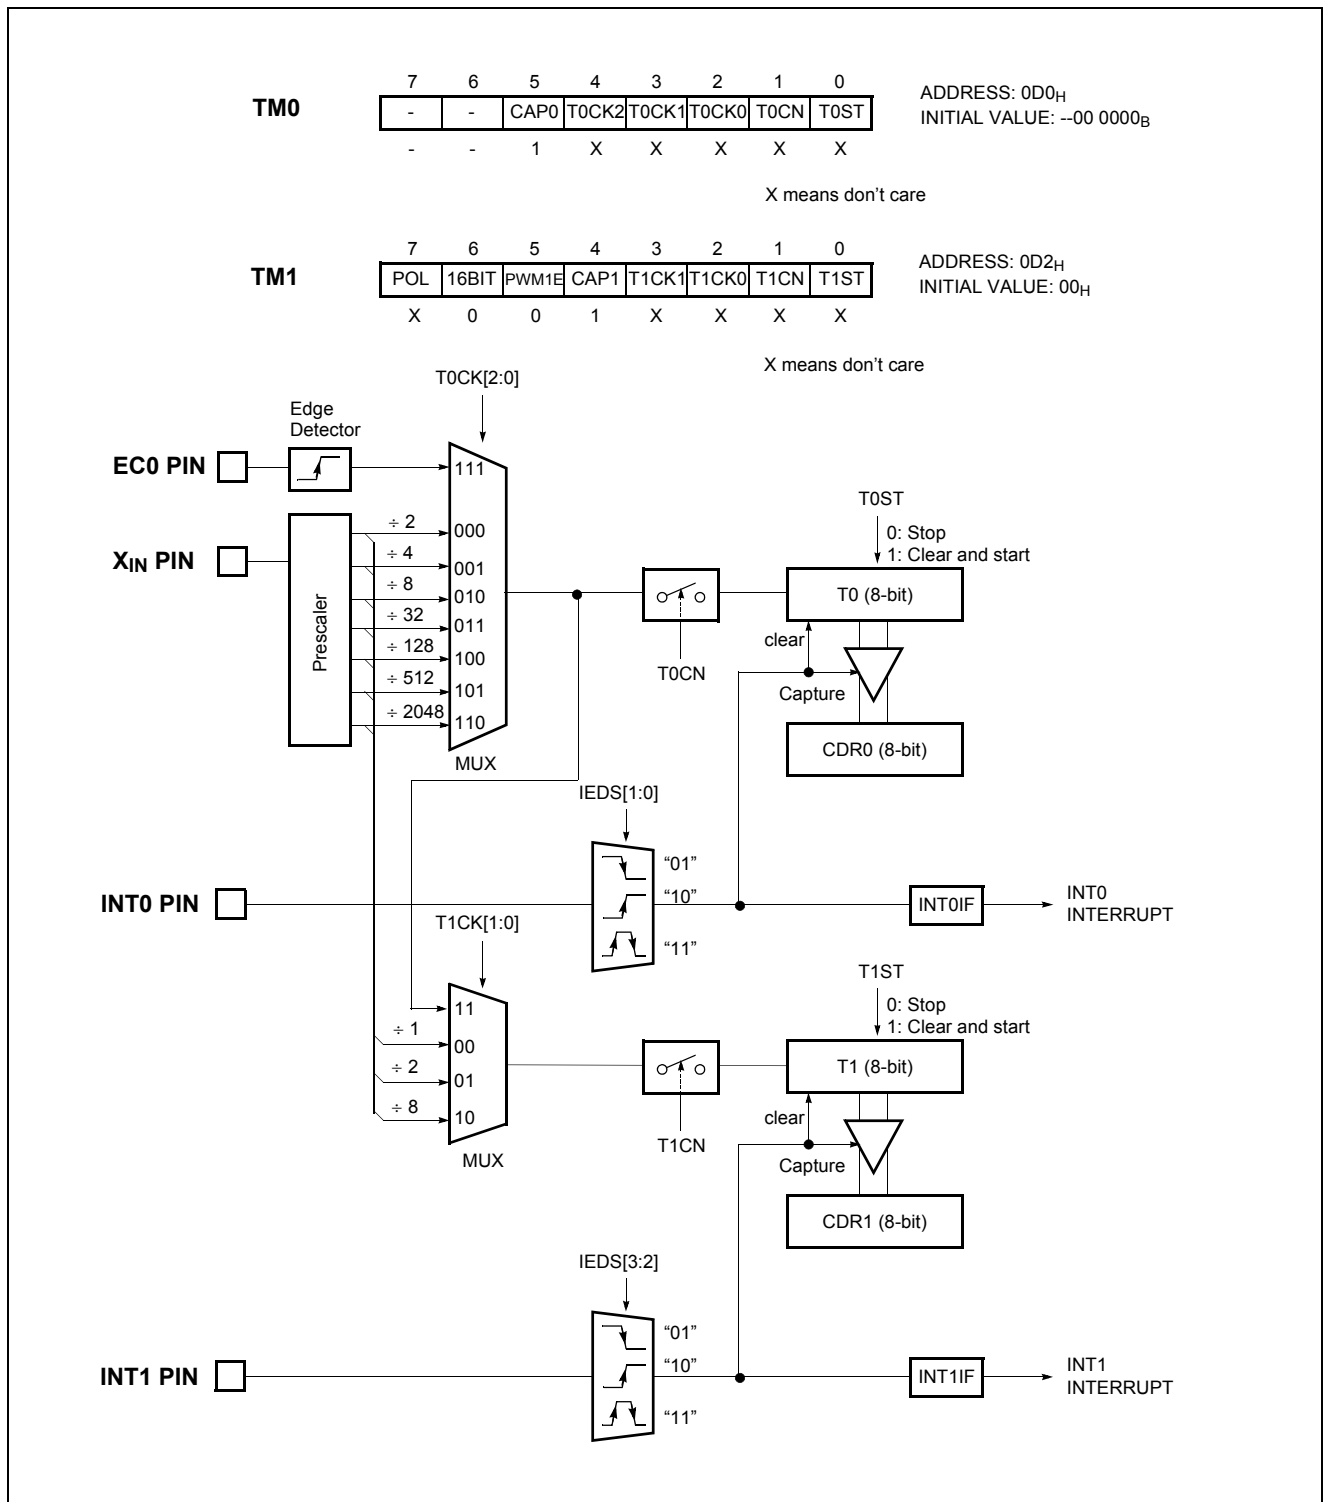 7 6 5 4 3 2 1 0
TM0
- - CAP0 T0CK2 T0CK1 T0CK0 T0CN T0ST
- - 1 X X X X X
ADDRESS: 0D0H
INITIAL VALUE: --00 0000B
X means don't care
7 6 5 4 3 2 1 0
TM1
POL 16BIT PWM1E CAP1 T1CK1 T1CK0 T1CN T1ST
X 0 0 1 X X X X
ADDRESS: 0D2H
INITIAL VALUE: 00H
X means don't care
T0CK[2:0]
Edge
Detector
EC0 PIN
111
XIN PIN
Prescaler
÷ 2
000
÷ 4
001
÷ 8
010
÷ 32
011
÷ 128
100
÷ 512
101
÷ 2048
110
MUX
T0CN
T0ST
0: Stop
1: Clear and start
T0 (8-bit)
clear
Capture
CDR0 (8-bit)
IEDS[1:0]
INT0 PIN
“01”
“10”
“11”
INT0IF
INT0
INTERRUPT
T1CK[1:0]
11
÷ 1
00
÷ 2
01
÷ 8
10
MUX
T1CN
T1ST
0: Stop
1: Clear and start
T1 (8-bit)
clear
Capture
CDR1 (8-bit)
IEDS[3:2]
INT1 PIN
“01”
“10”
“11”
INT1IF
INT1
INTERRUPT